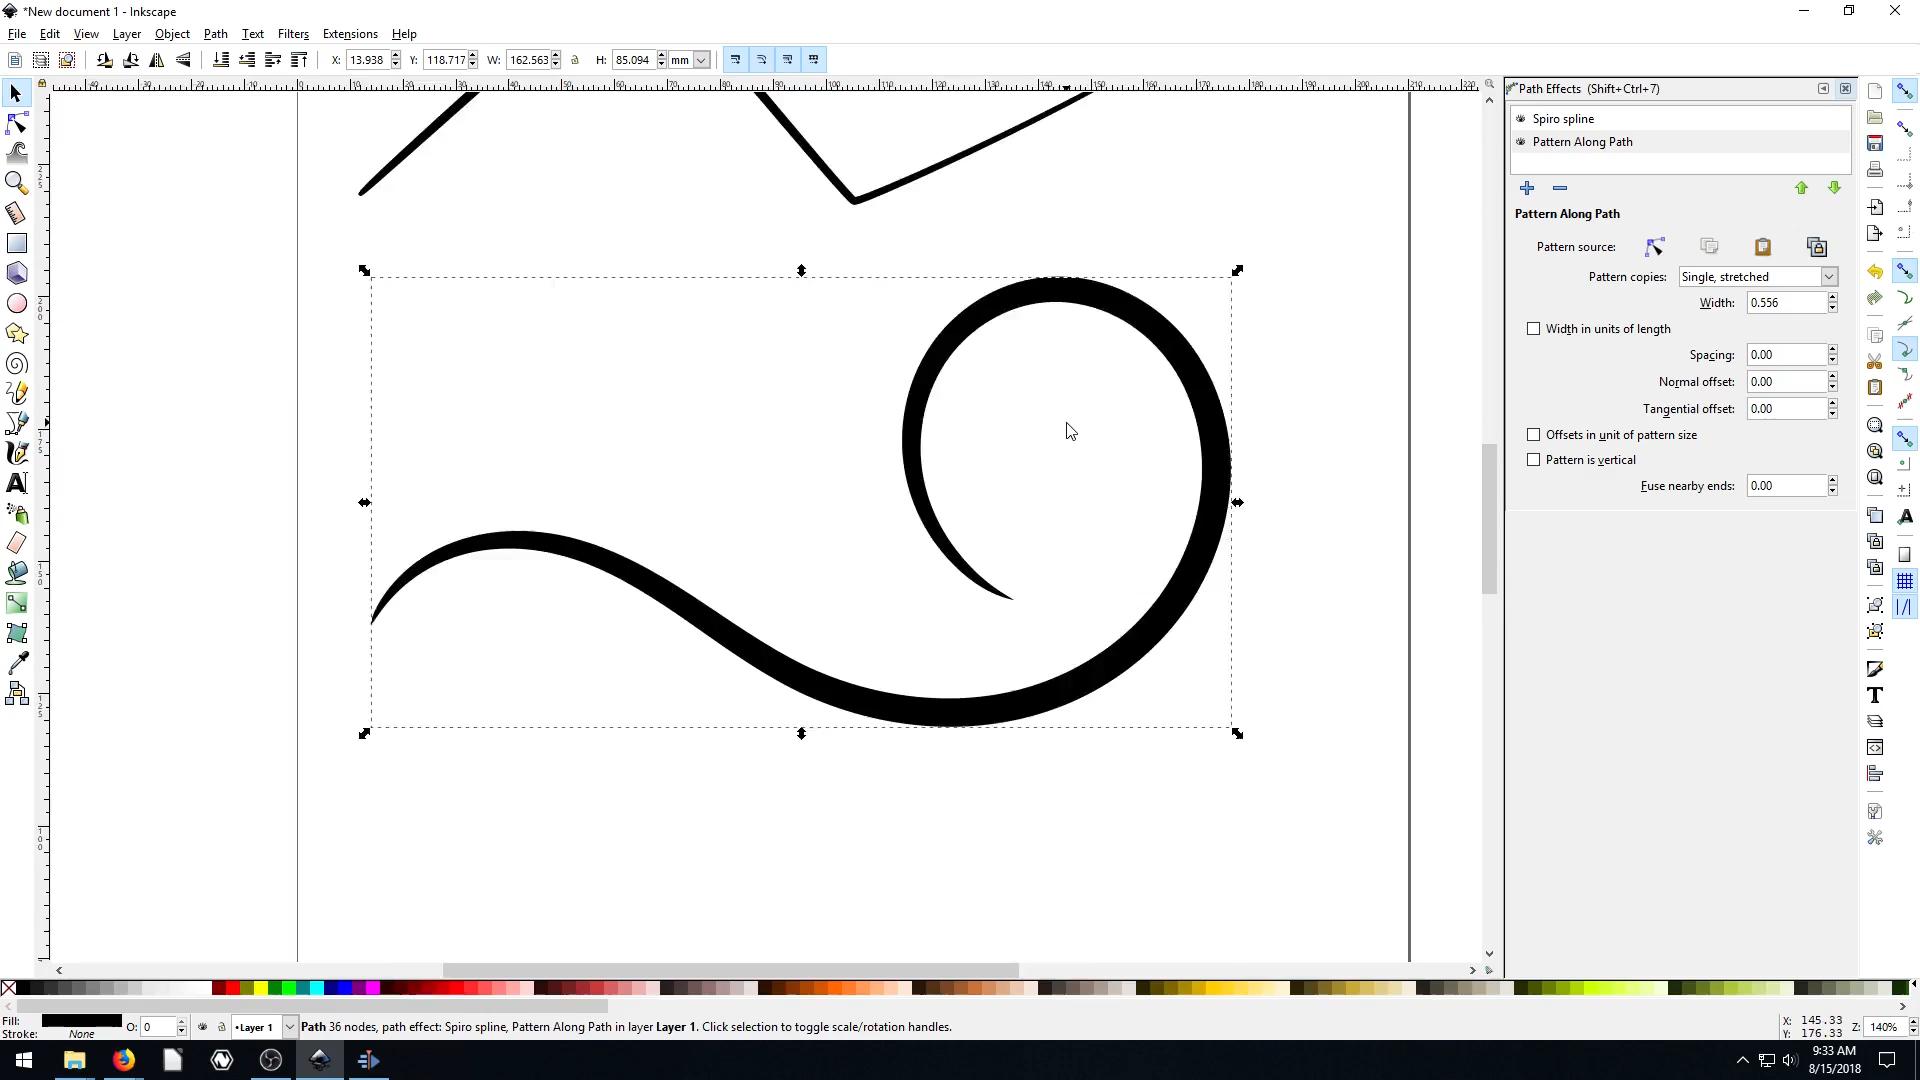 *New document 1 - Inkscape
File Edit View Layer Object Path Text Filters Extensions Help
X: 13.938 Y: 118.717 W: 162.563 H: 85.094 mm
Path Effects (Shift+Ctrl+7)
Spiro spline
Pattern Along Path
Pattern Along Path
Pattern source:
Pattern copies: Single, stretched
Width: 0.556
Width in units of length
Spacing: 0.00
Normal offset: 0.00
Tangential offset: 0.00
Offsets in unit of pattern size
Pattern is vertical
Fuse nearby ends: 0.00
Fill:
Stroke: None
O: 0
•Layer 1
Path 36 nodes, path effect: Spiro spline, Pattern Along Path in layer Layer 1. Click selection to toggle scale/rotation handles.
X: 145.33
Y: 176.33
Z: 140%
9:33 AM
8/15/2018